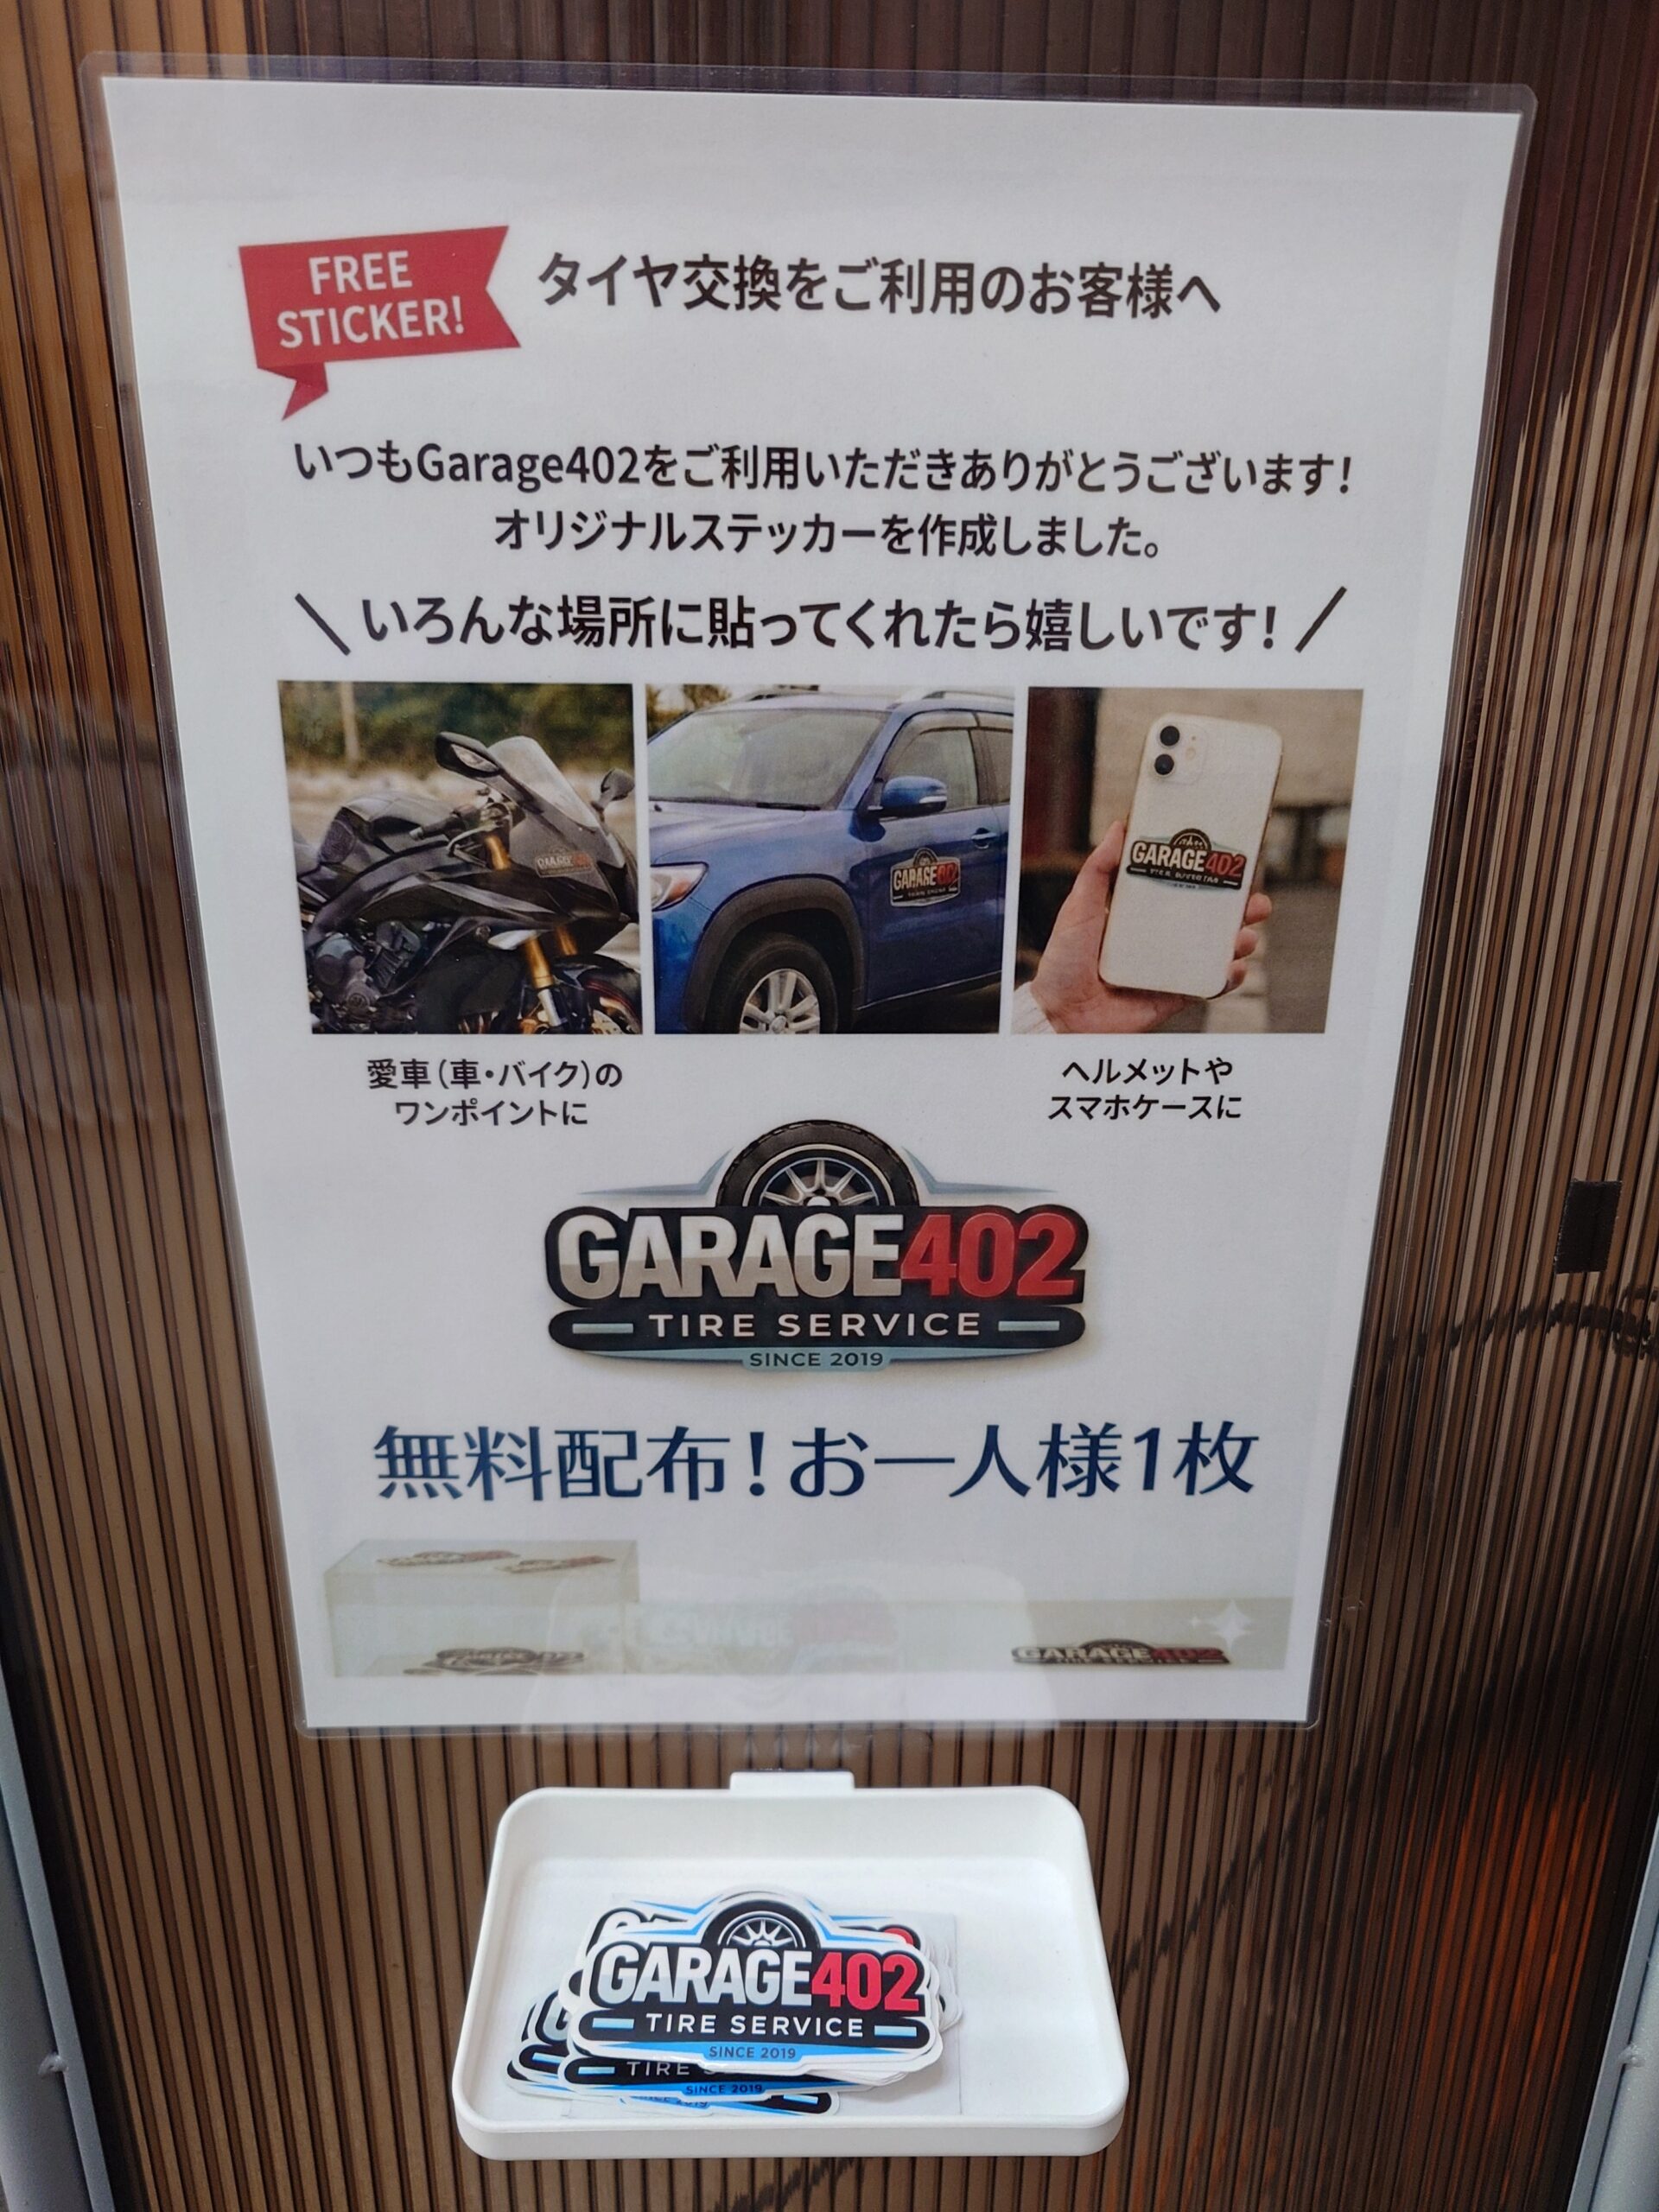 FREE
STICKER!
タイヤ交換をご利用のお客様へ
いつもGarage402をご利用いただきありがとうございます!
オリジナルステッカーを作成しました。
\ いろんな場所に貼ってくれたら嬉しいです! /
GARAGE402
GARAGE402
愛車(車・バイク)の
ワンポイントに
ヘルメットや
スマホケースに
GARAGE402
TIRE SERVICE
SINCE 2019
無料配布!お一人様1枚
GARAGE402
GARAGE402
TIRE SERVICE
SINCE 2019
TIRE S
SINCE 2019